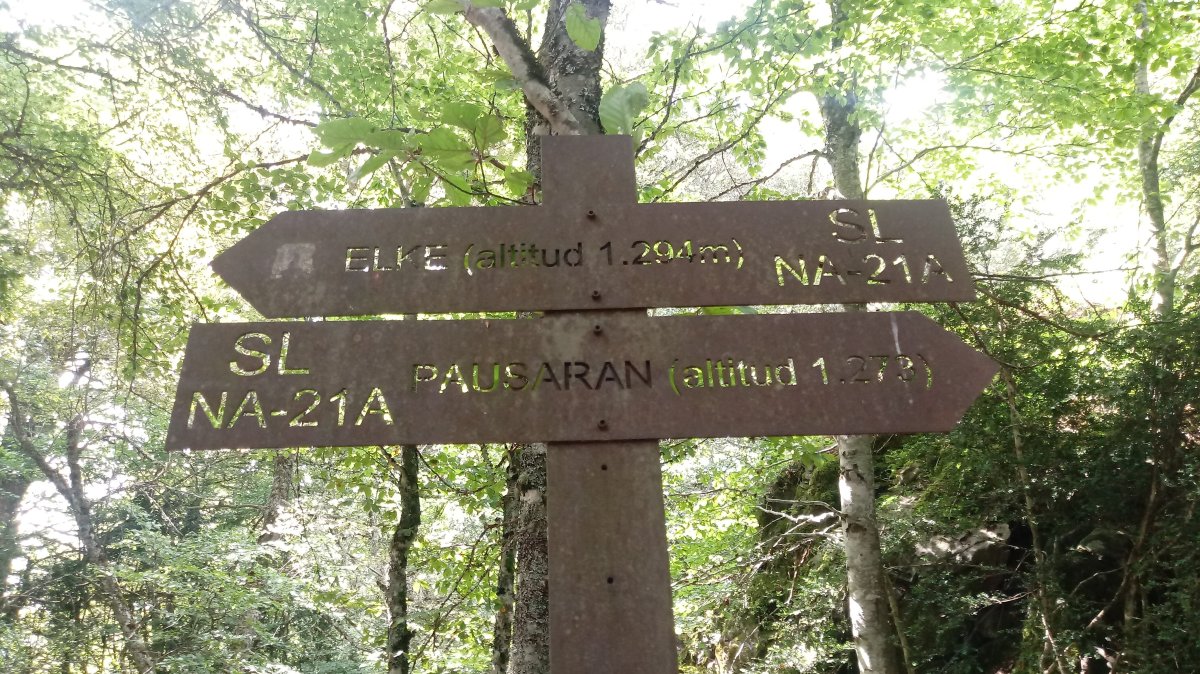 ELKE (altitud 1.294m) SL
NA-21A
SL
NA-21A PAUSARAN (altitud 1.273)